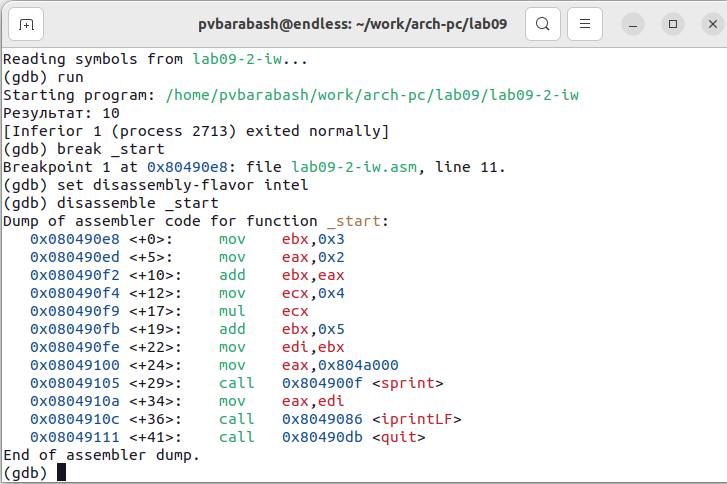 pvbarabash@endless: ~/work/arch-pc/lab09
Reading symbols from lab09-2-iw...
(gdb) run
Starting program: /home/pvbarabash/work/arch-pc/lab09/lab09-2-iw
Результат: 10
[Inferior 1 (process 2713) exited normally]
(gdb) break _start
Breakpoint 1 at 0x80490e8: file lab09-2-iw.asm, line 11.
(gdb) set disassembly-flavor intel
(gdb) disassemble _start
Dump of assembler code for function _start:
   0x080490e8 <+0>:	mov    ebx,0x3
   0x080490ed <+5>:	mov    eax,0x2
   0x080490f2 <+10>:	add    ebx,eax
   0x080490f4 <+12>:	mov    ecx,0x4
   0x080490f9 <+17>:	mul    ecx
   0x080490fb <+19>:	add    ebx,0x5
   0x080490fe <+22>:	mov    edi,ebx
   0x08049100 <+24>:	mov    eax,0x804a000
   0x08049105 <+29>:	call   0x804900f <sprint>
   0x0804910a <+34>:	mov    eax,edi
   0x0804910c <+36>:	call   0x8049086 <iprintLF>
   0x08049111 <+41>:	call   0x80490db <quit>
End of assembler dump.
(gdb)